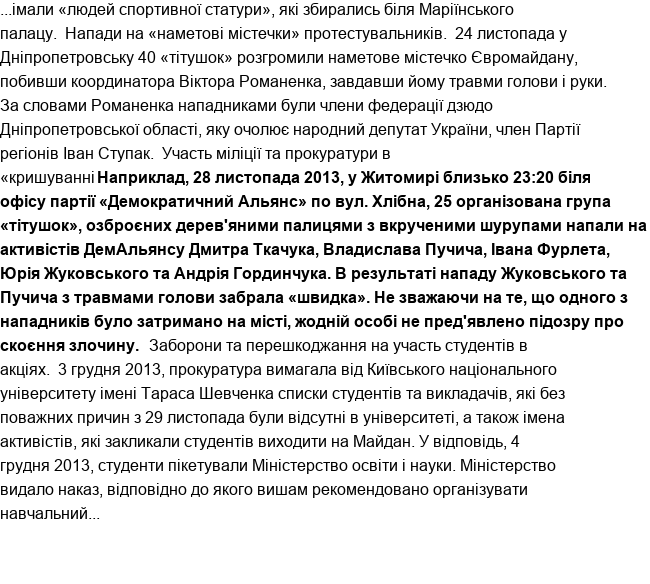 ...імали «людей спортивної статури», які збирались біля Маріїнського
палацу.  Напади на «наметові містечки» протестувальників.  24 листопада у
Дніпропетровську 40 «тітушок» розгромили наметове містечко Євромайдану,
побивши координатора Віктора Романенка, завдавши йому травми голови і руки.
За словами Романенка нападниками були члени федерації дзюдо
Дніпропетровської області, яку очолює народний депутат України, член Партії
регіонів Іван Ступак.  Участь міліції та прокуратури в
«кришуванні Наприклад, 28 листопада 2013, у Житомирі близько 23:20 біля
офісу партії «Демократичний Альянс» по вул. Хлібна, 25 організована група
«тітушок», озброєних дерев'яними палицями з вкрученими шурупами напали на
активістів ДемАльянсу Дмитра Ткачука, Владислава Пучича, Івана Фурлета,
Юрія Жуковського та Андрія Гординчука. В результаті нападу Жуковського та
Пучича з травмами голови забрала «швидка». Не зважаючи на те, що одного з
нападників було затримано на місті, жодній особі не пред'явлено підозру про
скоєння злочину.  Заборони та перешкоджання на участь студентів в
акціях.  3 грудня 2013, прокуратура вимагала від Київського національного
університету імені Тараса Шевченка списки студентів та викладачів, які без
поважних причин з 29 листопада були відсутні в університеті, а також імена
активістів, які закликали студентів виходити на Майдан. У відповідь, 4
грудня 2013, студенти пікетували Міністерство освіти і науки. Міністерство
видало наказ, відповідно до якого вишам рекомендовано організувати
навчальний...